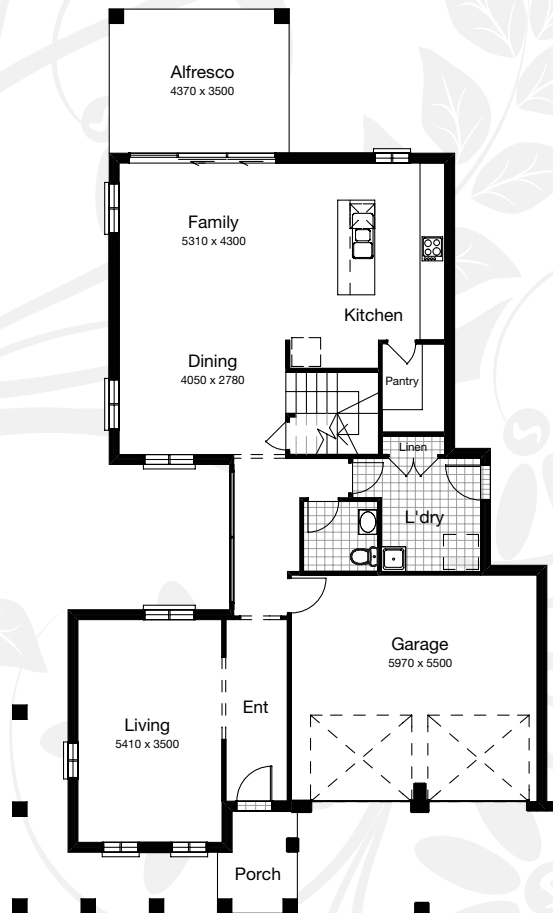 Alfresco
4370 x 3500
Family
5310 x 4300
Kitchen
Dining
4050 x 2780
Pantry
Linen
L'dry
Garage
5970 x 5500
Ent
Living
5410 x 3500
Porch